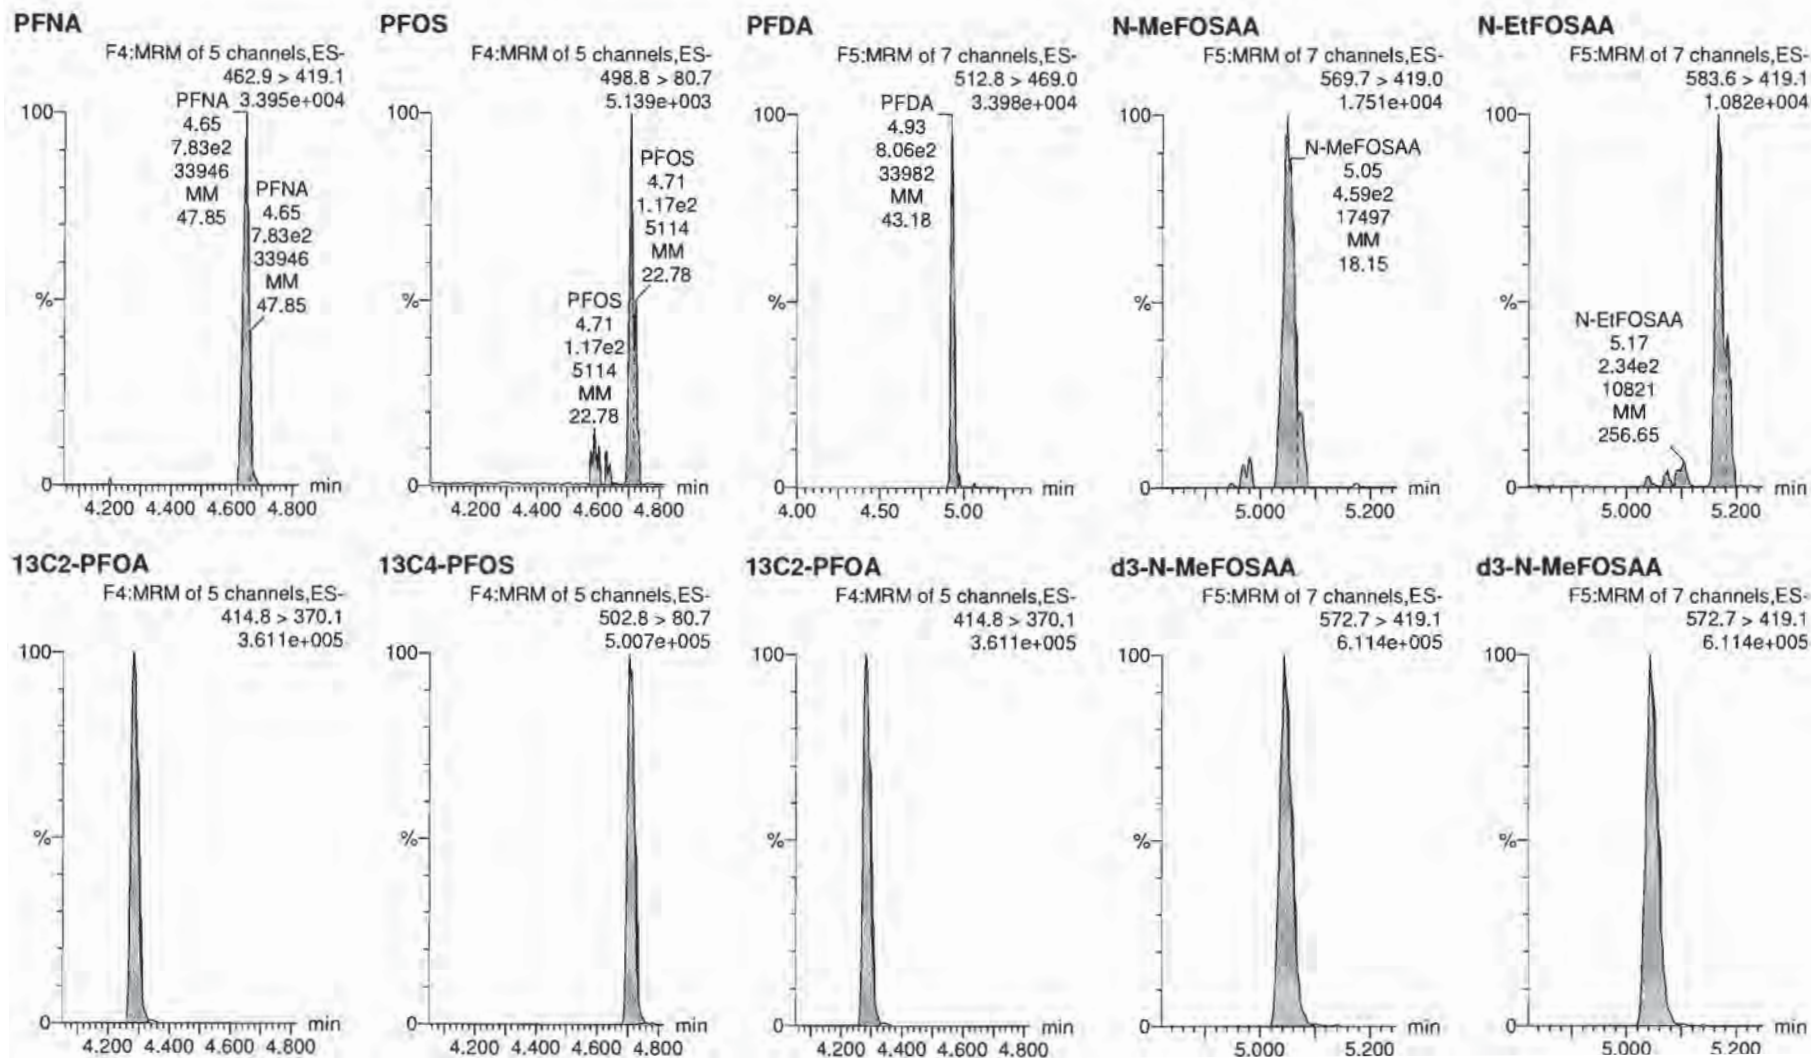 PFNA
F4:MRM of 5 channels,ES-
462.9 > 419.1
3.395e+004
PFNA
4.65
7.83e2
33946
MM
47.85
PFNA
4.65
7.83e2
33946
MM
47.85
100
%
0
min
4.200 4.400 4.600 4.800
PFOS
F4:MRM of 5 channels,ES-
498.8 > 80.7
5.139e+003
PFOS
4.71
1.17e2
5114
MM
22.78
PFOS
4.71
1.17e2
5114
MM
22.78
100
%
0
min
4.200 4.400 4.600 4.800
PFDA
F5:MRM of 7 channels,ES-
512.8 > 469.0
3.398e+004
PFDA
4.93
8.06e2
33982
MM
43.18
100
%
0
min
4.00 4.50 5.00
N-MeFOSAA
F5:MRM of 7 channels,ES-
569.7 > 419.0
1.751e+004
N-MeFOSAA
5.05
4.59e2
17497
MM
18.15
100
%
0
min
5.000 5.200
N-EtFOSAA
F5:MRM of 7 channels,ES-
583.6 > 419.1
1.082e+004
N-EtFOSAA
5.17
2.34e2
10821
MM
256.65
100
%
0
min
5.000 5.200
13C2-PFOA
F4:MRM of 5 channels,ES-
414.8 > 370.1
3.611e+005
100
%
0
min
4.200 4.400 4.600 4.800
13C4-PFOS
F4:MRM of 5 channels,ES-
502.8 > 80.7
5.007e+005
100
%
0
min
4.200 4.400 4.600 4.800
13C2-PFOA
F4:MRM of 5 channels,ES-
414.8 > 370.1
3.611e+005
100
%
0
min
4.200 4.400 4.600 4.800
d3-N-MeFOSAA
F5:MRM of 7 channels,ES-
572.7 > 419.1
6.114e+005
100
%
0
min
5.000 5.200
d3-N-MeFOSAA
F5:MRM of 7 channels,ES-
572.7 > 419.1
6.114e+005
100
%
0
min
5.000 5.200